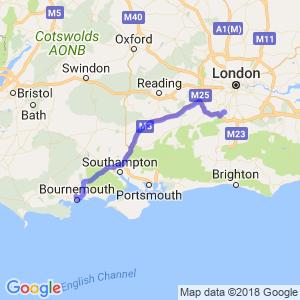 M5
M40
Cotswolds
AONB
Oxford
A1(M)
M11
Swindon
Reading
M25
London
Bristol
Bath
M3
M23
Southampton
Bournemouth
Portsmouth
Brighton
English Channel
Google
Map data ©2018 Google